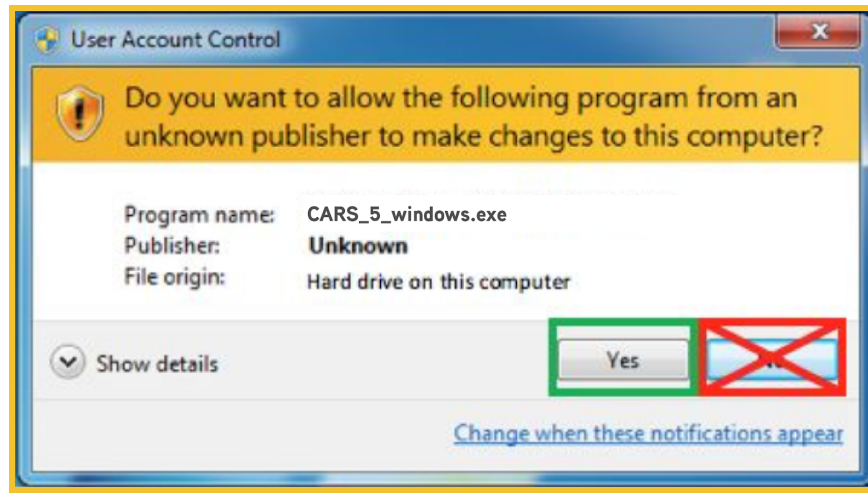 User Account Control
Do you want to allow the following program from an
unknown publisher to make changes to this computer?
Program name: CARS_5_windows.exe
Publisher: Unknown
File origin: Hard drive on this computer
Show details
Yes
Change when these notifications appear